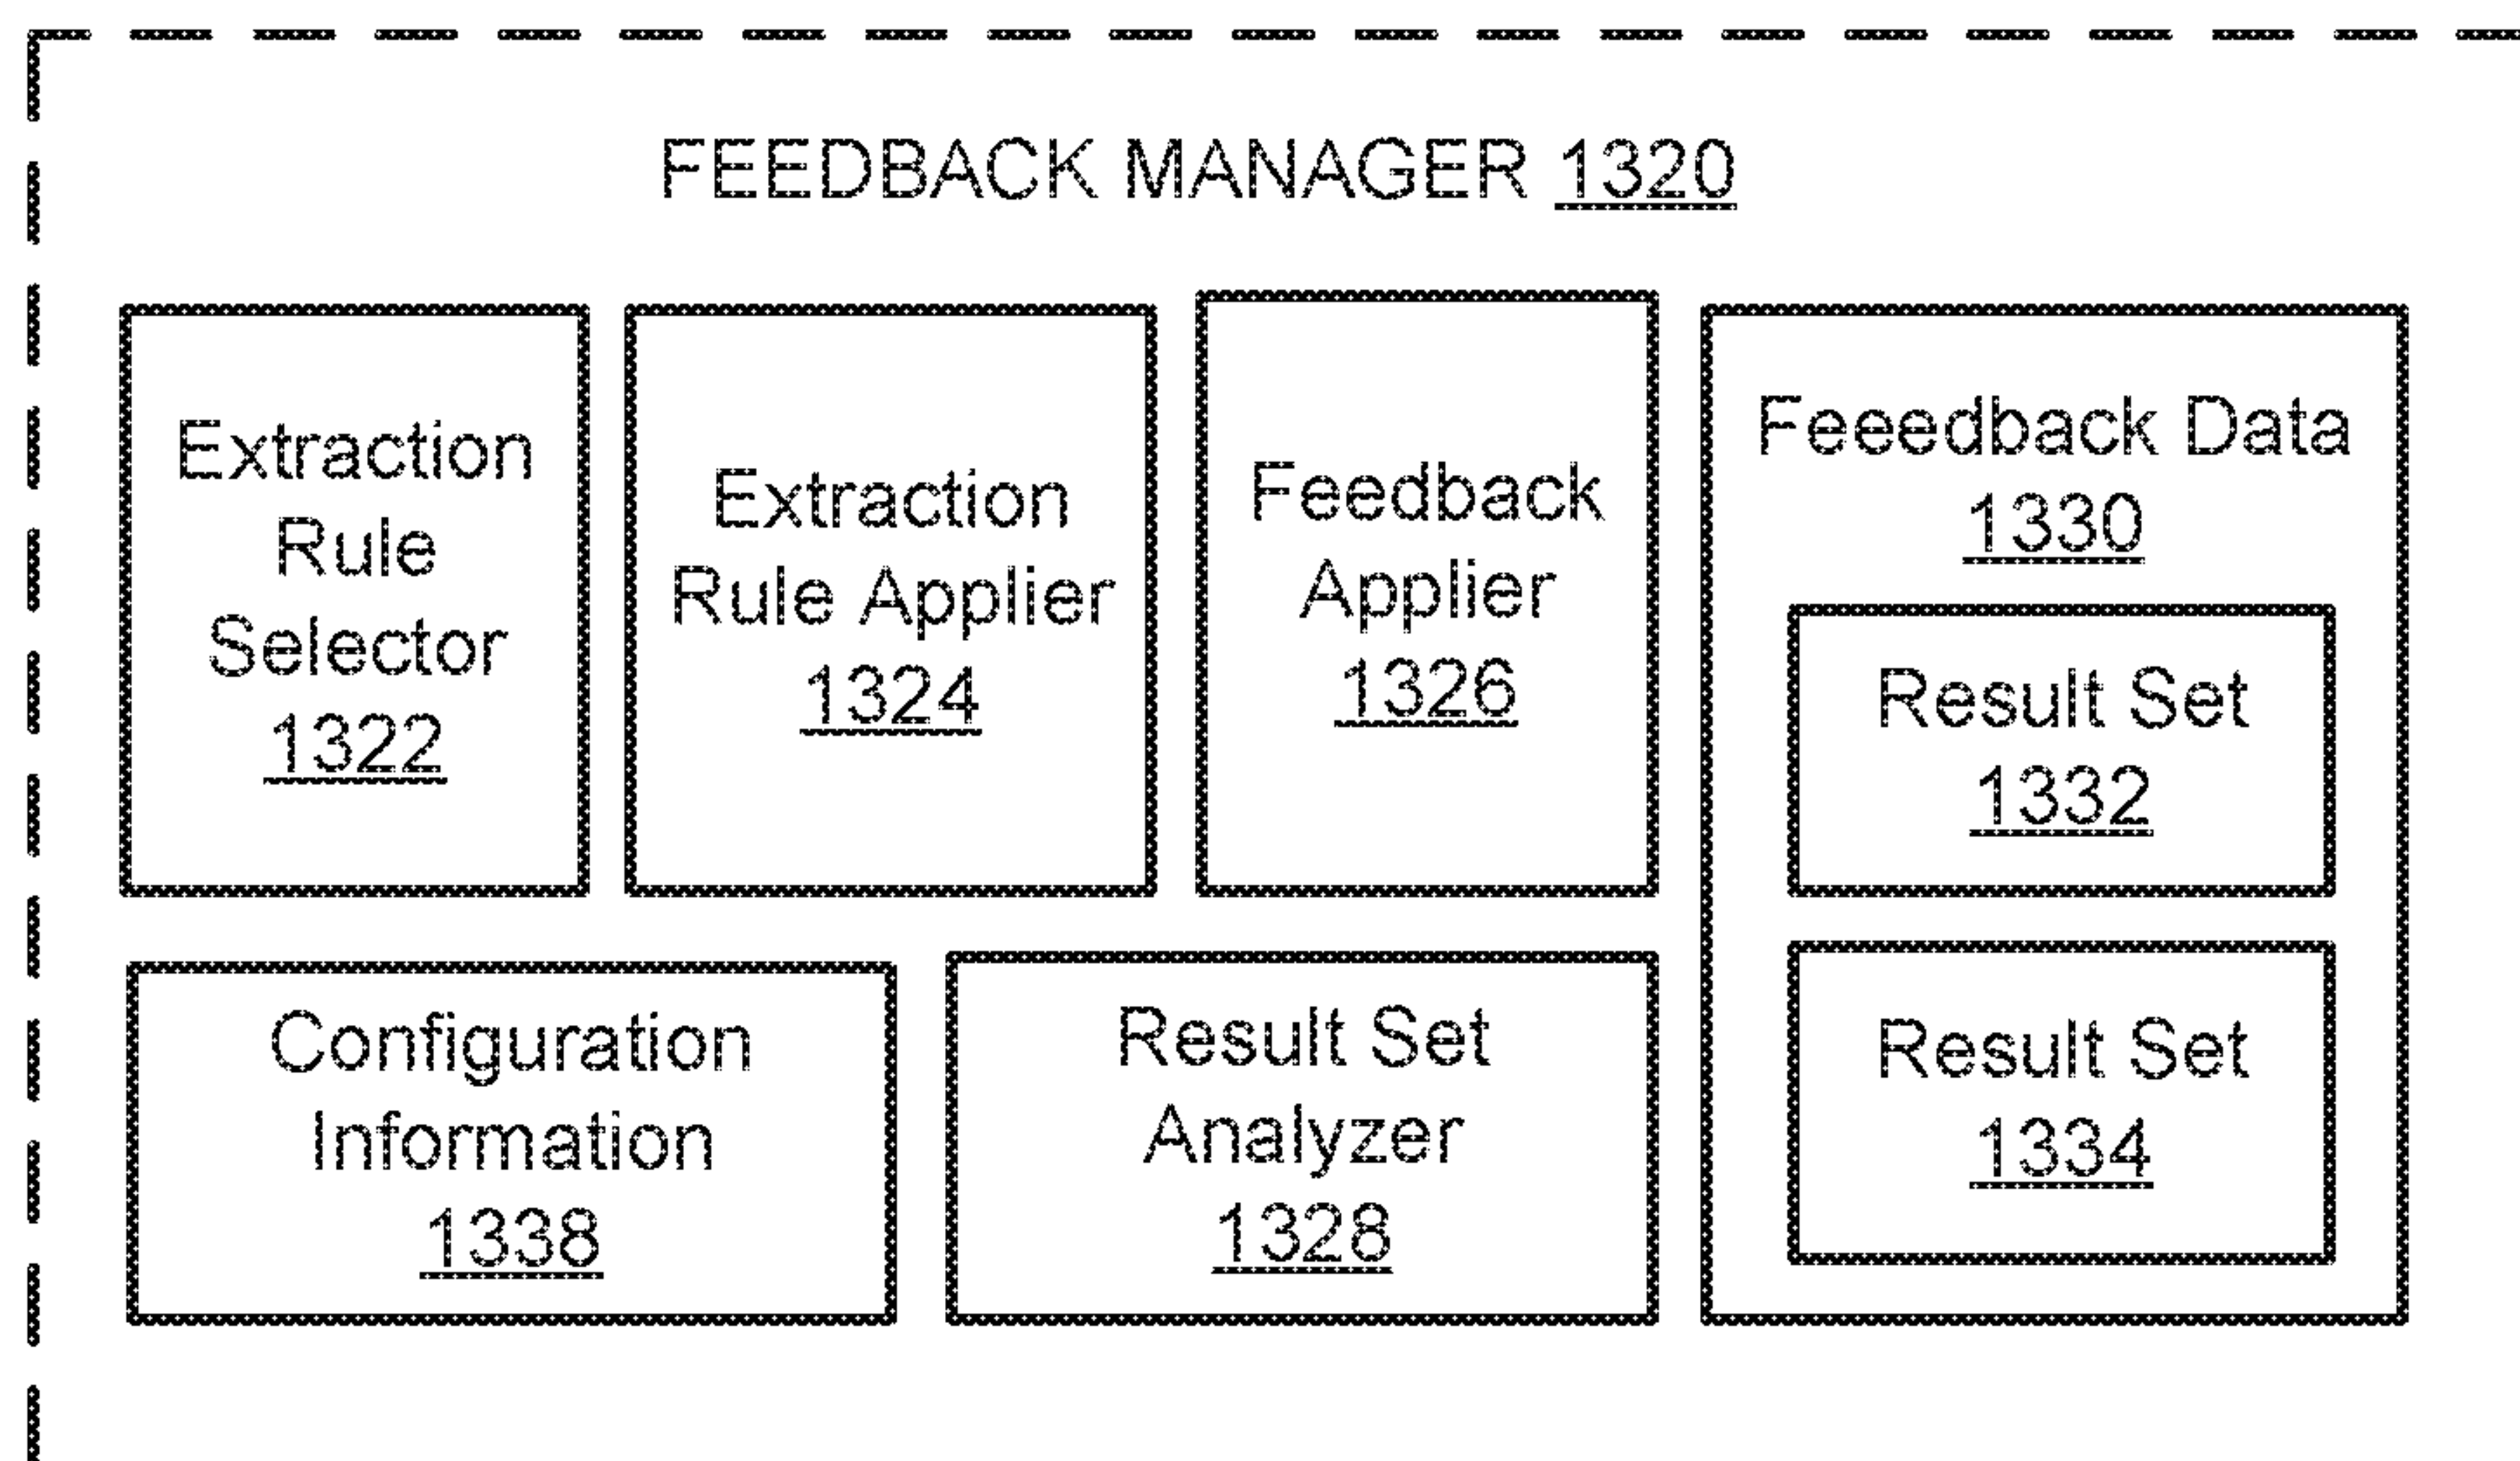 FEEDBACK MANAGER 1320
Extraction
Rule
Selector
1322
Extraction
Rule Applier
1324
Feedback
Applier
1326
Feeedback Data
1330
Result Set
1332
Result Set
1334
Configuration
Information
1338
Result Set
Analyzer
1328